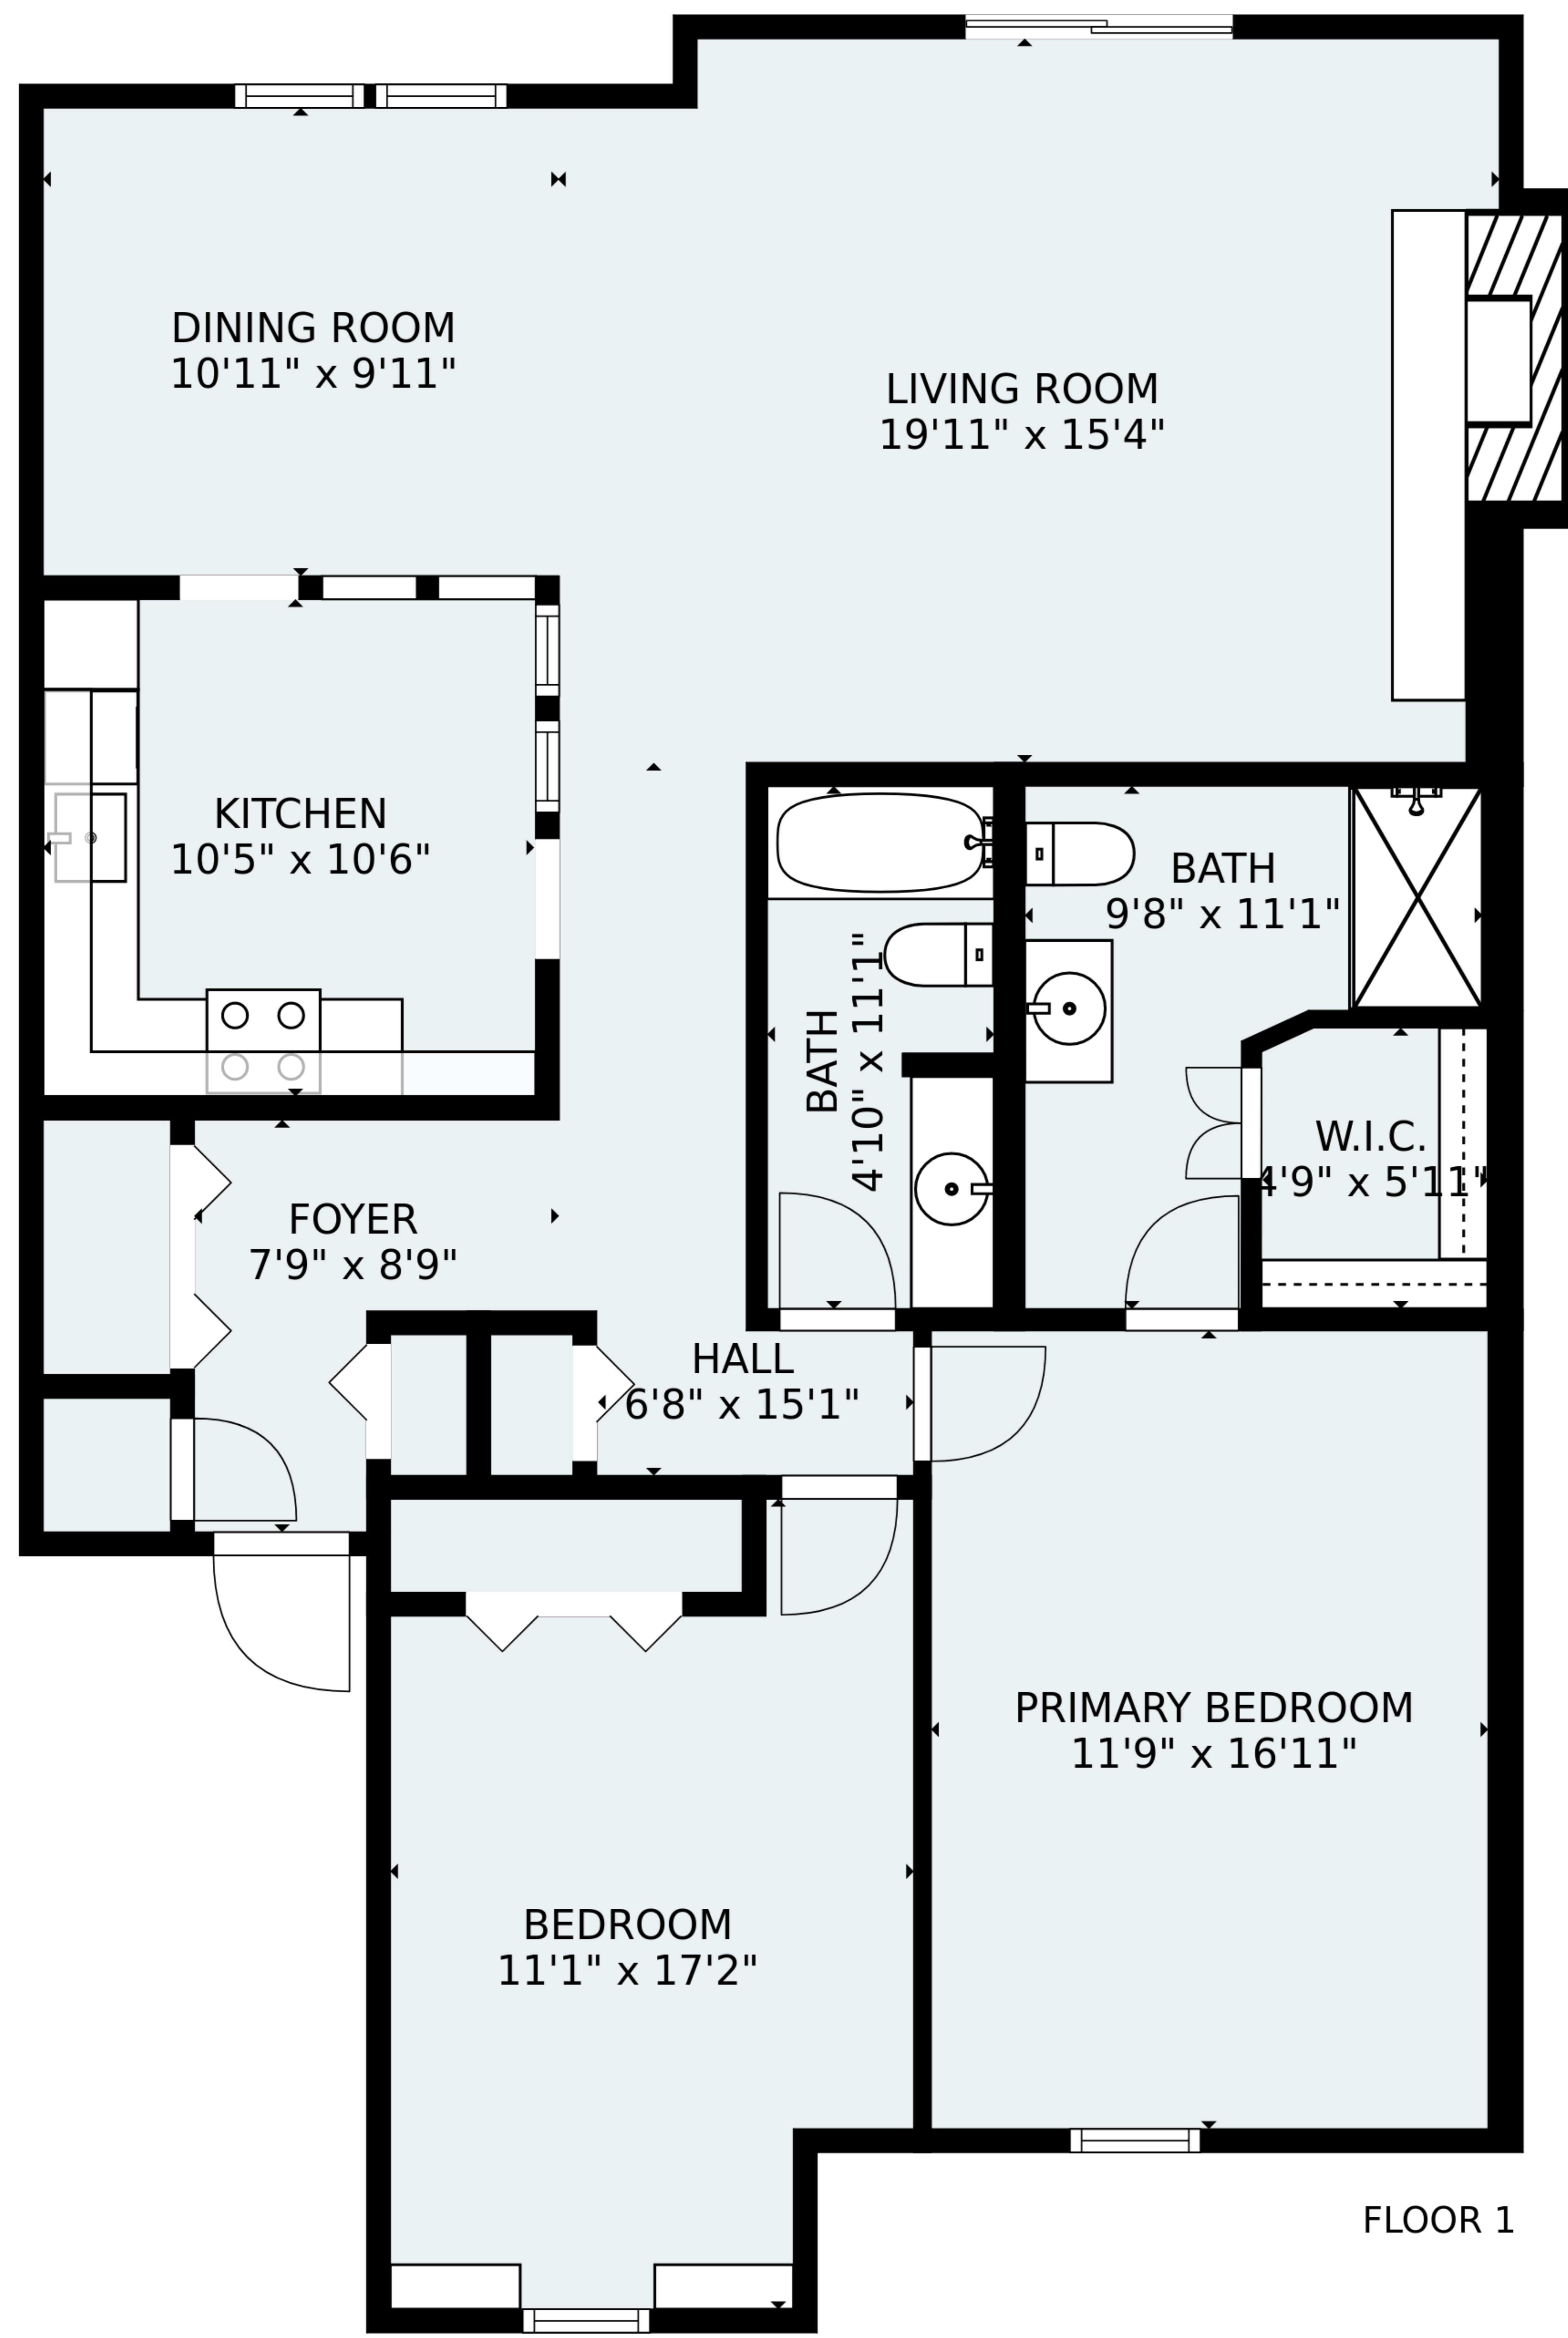 DINING ROOM
10'11" x 9'11"
LIVING ROOM
19'11" x 15'4"
KITCHEN
10'5" x 10'6"
BATH
9'8" x 11'1"
BATH
4'10" x 11'1"
W.I.C.
4'9" x 5'11"
FOYER
7'9" x 8'9"
HALL
6'8" x 15'1"
PRIMARY BEDROOM
11'9" x 16'11"
BEDROOM
11'1" x 17'2"
FLOOR 1